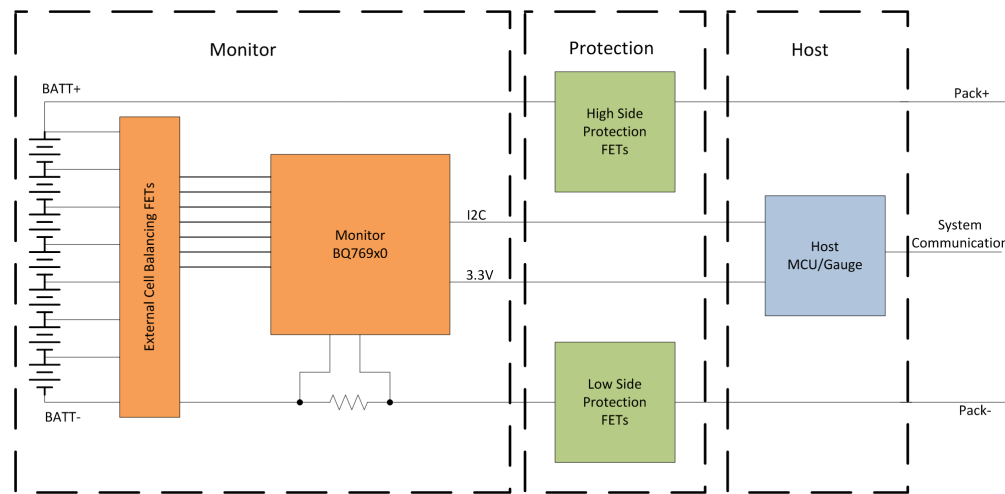 Monitor
Protection
Host
BATT+
Pack+
High Side
Protection
FETs
External Cell Balancing FETs
Monitor
BQ769x0
I2C
3.3V
Host
MCU/Gauge
System
Communication
Low Side
Protection
FETs
BATT-
Pack-